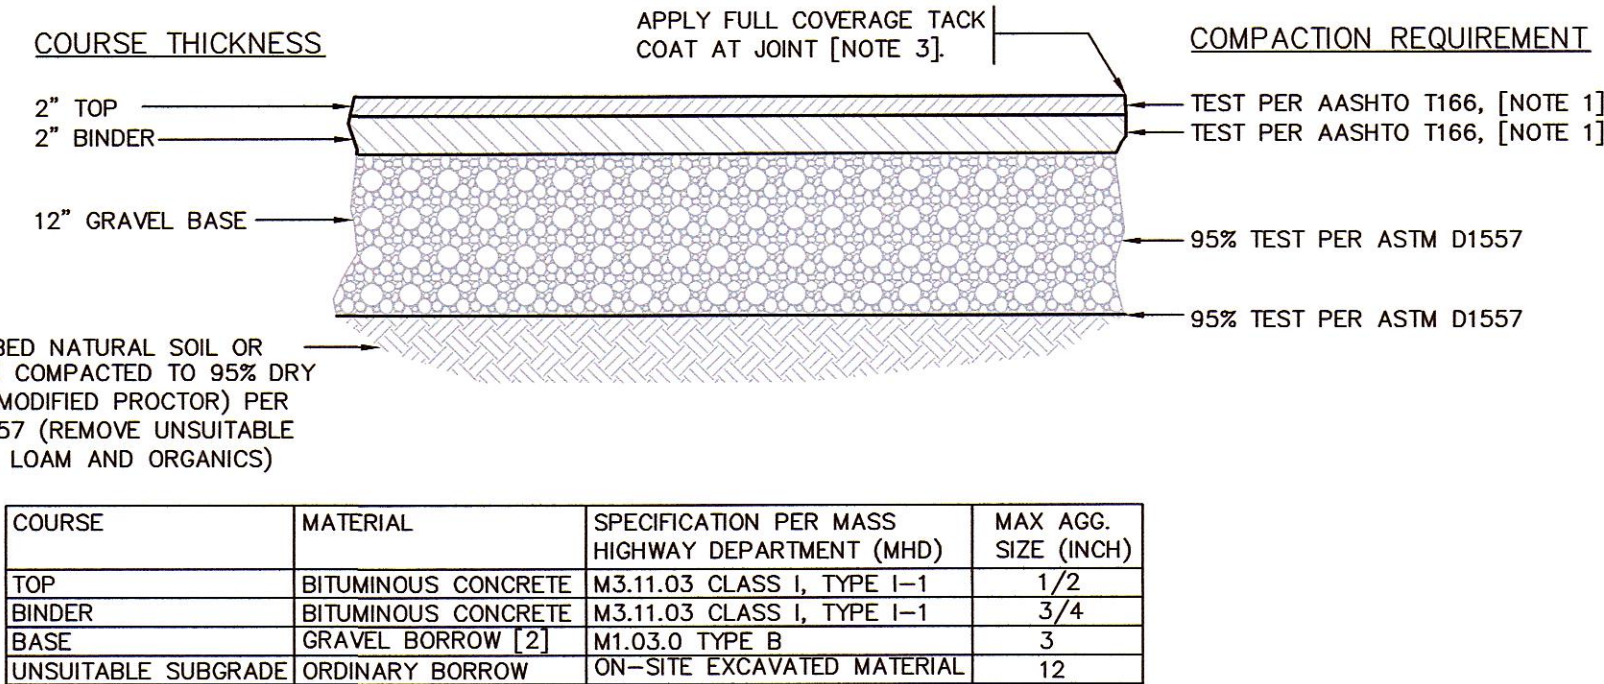 COURSE THICKNESS
APPLY FULL COVERAGE TACK
COAT AT JOINT [NOTE 3].
COMPACTION REQUIREMENT
2" TOP
2" BINDER
TEST PER AASHTO T166, [NOTE 1]
TEST PER AASHTO T166, [NOTE 1]
12" GRAVEL BASE
95% TEST PER ASTM D1557
95% TEST PER ASTM D1557
BED NATURAL SOIL OR
COMPACTED TO 95% DRY
MODIFIED PROCTOR) PER
57 (REMOVE UNSUITABLE
LOAM AND ORGANICS)
COURSE MATERIAL SPECIFICATION PER MASS MAX AGG.
HIGHWAY DEPARTMENT (MHD) SIZE (INCH)
TOP BITUMINOUS CONCRETE M3.11.03 CLASS I, TYPE I-1 1/2
BINDER BITUMINOUS CONCRETE M3.11.03 CLASS I, TYPE I-1 3/4
BASE GRAVEL BORROW [2] M1.03.0 TYPE B 3
UNSUITABLE SUBGRADE ORDINARY BORROW ON-SITE EXCAVATED MATERIAL 12